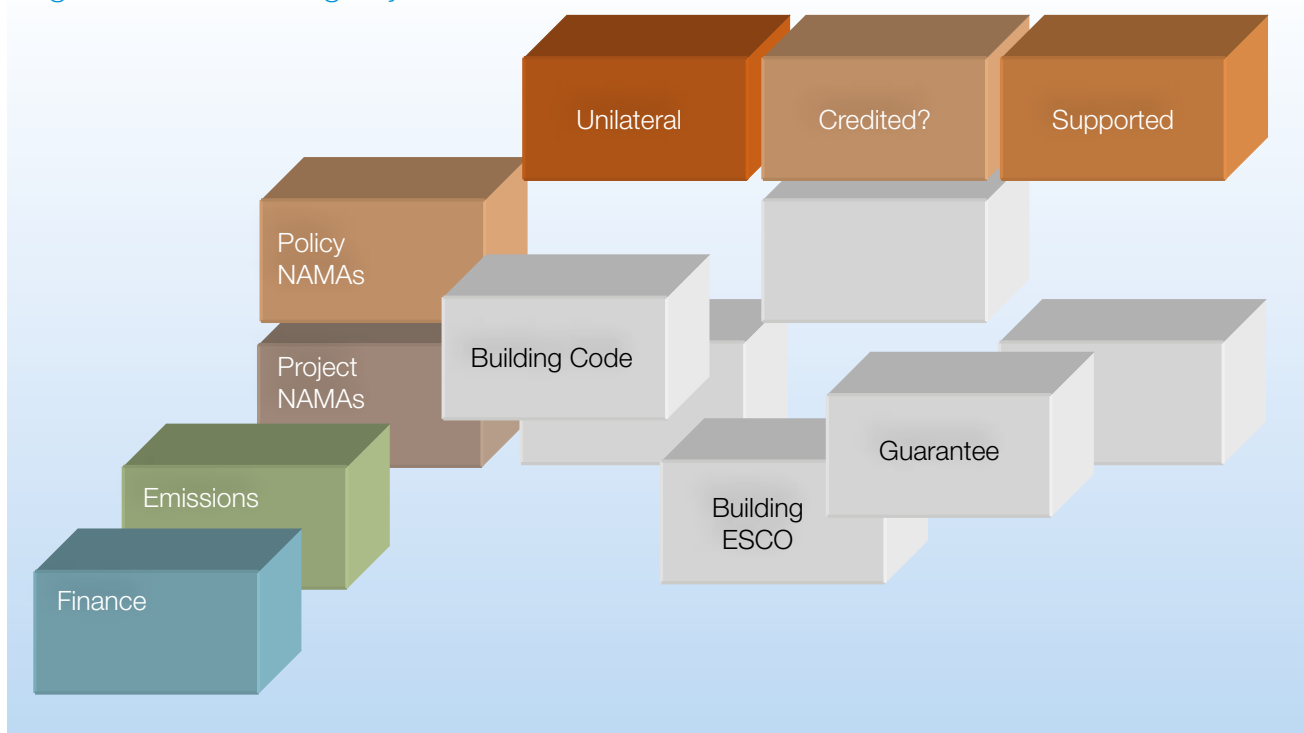 Unilateral
Credited?
Supported
Policy
NAMAs
Building Code
Project
NAMAs
Guarantee
Emissions
Building
ESCO
Finance